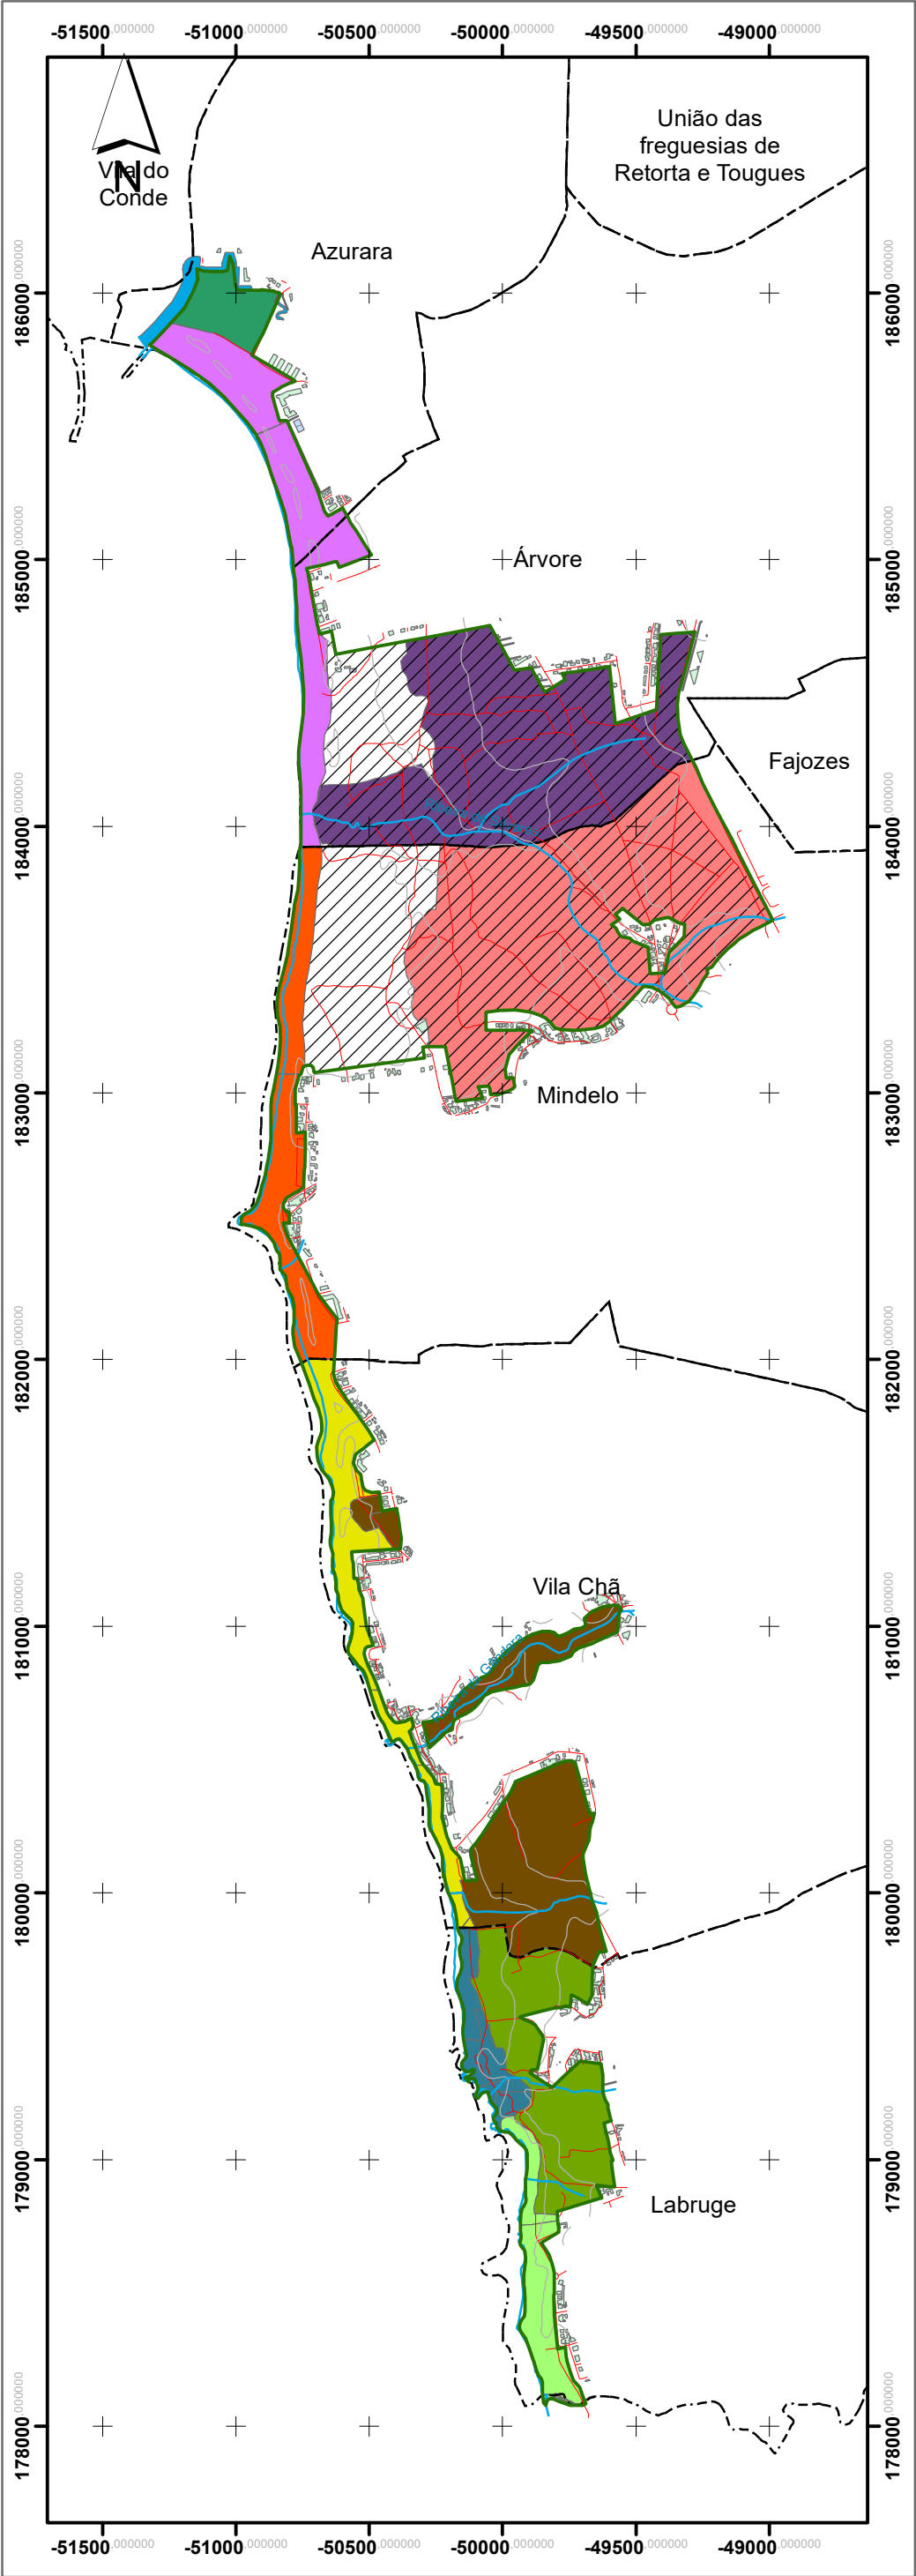 -51500,000000 -51000,000000 -50500,000000 -50000,000000 -49500,000000 -49000,000000
União das
freguesias de
Retorta e Tougues
N
Vila do
Conde
Azurara
186000,000000 186000,000000
185000,000000 185000,000000
Árvore
Fajozes
184000,000000 184000,000000
183000,000000 183000,000000
Mindelo
182000,000000 182000,000000
Vila Chã
181000,000000 181000,000000
Ribeira da Gândara
180000,000000 180000,000000
179000,000000 179000,000000
Labruge
178000,000000 178000,000000
-51500,000000 -51000,000000 -50500,000000 -50000,000000 -49500,000000 -49000,000000